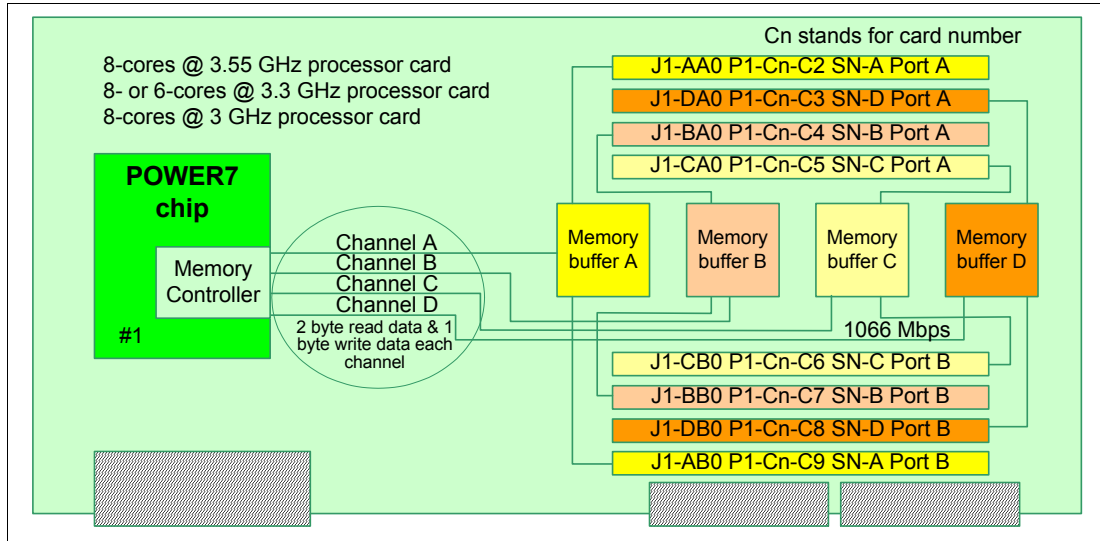 Cn stands for card number
8-cores @ 3.55 GHz processor card
8- or 6-cores @ 3.3 GHz processor card
8-cores @ 3 GHz processor card
J1-AA0 P1-Cn-C2 SN-A Port A
J1-DA0 P1-Cn-C3 SN-D Port A
J1-BA0 P1-Cn-C4 SN-B Port A
J1-CA0 P1-Cn-C5 SN-C Port A
POWER7
chip
Memory
Controller
#1
Channel A
Channel B
Channel C
Channel D
2 byte read data & 1
byte write data each
channel
Memory
buffer A
Memory
buffer B
Memory
buffer C
Memory
buffer D
1066 Mbps
J1-CB0 P1-Cn-C6 SN-C Port B
J1-BB0 P1-Cn-C7 SN-B Port B
J1-DB0 P1-Cn-C8 SN-D Port B
J1-AB0 P1-Cn-C9 SN-A Port B